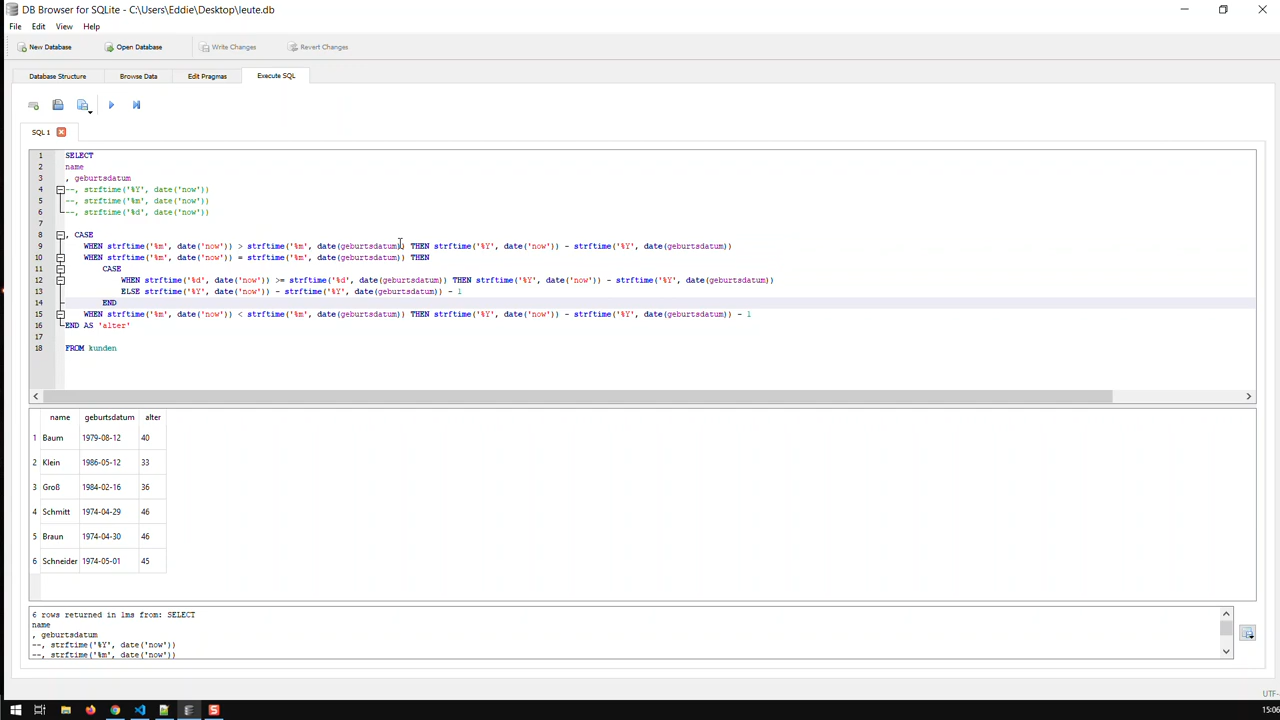 DB Browser for SQLite - C:\Users\Eddie\Desktop\leute.db
File Edit View Help
New Database Open Database Write Changes Revert Changes
Database Structure Browse Data Edit Pragmas Execute SQL
SQL 1
1 SELECT
2 name
3 , geburtsdatum
4 --, strftime('%Y', date('now'))
5 --, strftime('%m', date('now'))
6 --, strftime('%d', date('now'))
7
8 , CASE
9 WHEN strftime('%m', date('now')) > strftime('%m', date(geburtsdatum)) THEN strftime('%Y', date('now')) - strftime('%Y', date(geburtsdatum))
10 WHEN strftime('%m', date('now')) = strftime('%m', date(geburtsdatum)) THEN
11 CASE
12 WHEN strftime('%d', date('now')) >= strftime('%d', date(geburtsdatum)) THEN strftime('%Y', date('now')) - strftime('%Y', date(geburtsdatum))
13 ELSE strftime('%Y', date('now')) - strftime('%Y', date(geburtsdatum)) - 1
14 END
15 WHEN strftime('%m', date('now')) < strftime('%m', date(geburtsdatum)) THEN strftime('%Y', date('now')) - strftime('%Y', date(geburtsdatum)) - 1
16 END AS 'alter'
17
18 FROM kunden
name geburtsdatum alter
1 Baum 1979-08-12 40
2 Klein 1986-05-12 33
3 Groß 1984-02-16 36
4 Schmitt 1974-04-29 46
5 Braun 1974-04-30 46
6 Schneider 1974-05-01 45
6 rows returned in 1ms from: SELECT
name
, geburtsdatum
--, strftime('%Y', date('now'))
--, strftime('%m', date('now'))
UTF-
15:06